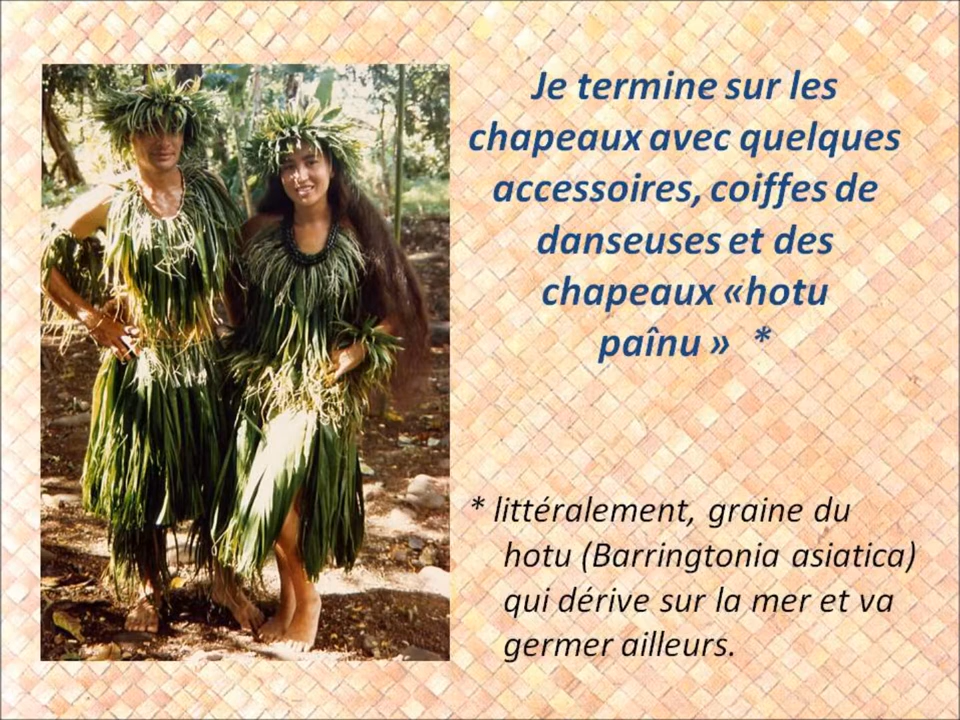 Je termine sur les
chapeaux avec quelques
accessoires, coiffes de
danseuses et des
chapeaux «hotu
paînu »  *
* littéralement, graine du
hotu (Barringtonia asiatica)
qui dérive sur la mer et va
germer ailleurs.